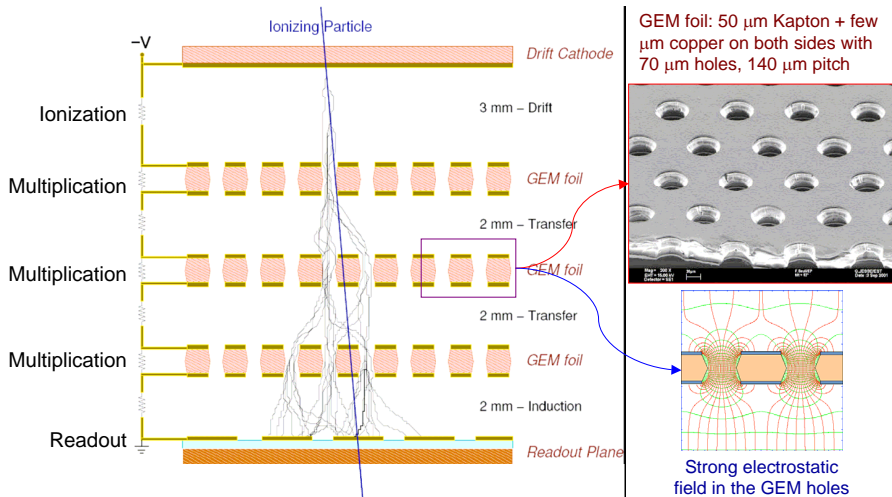 Ionizing Particle
−V
Drift Cathode
Ionization
3 mm − Drift
Multiplication
GEM foil
2 mm − Transfer
Multiplication
GEM foil
2 mm − Transfer
Multiplication
GEM foil
2 mm − Induction
Readout
Readout Plane
GEM foil: 50 μm Kapton + few
μm copper on both sides with
70 μm holes, 140 μm pitch
Strong electrostatic
field in the GEM holes